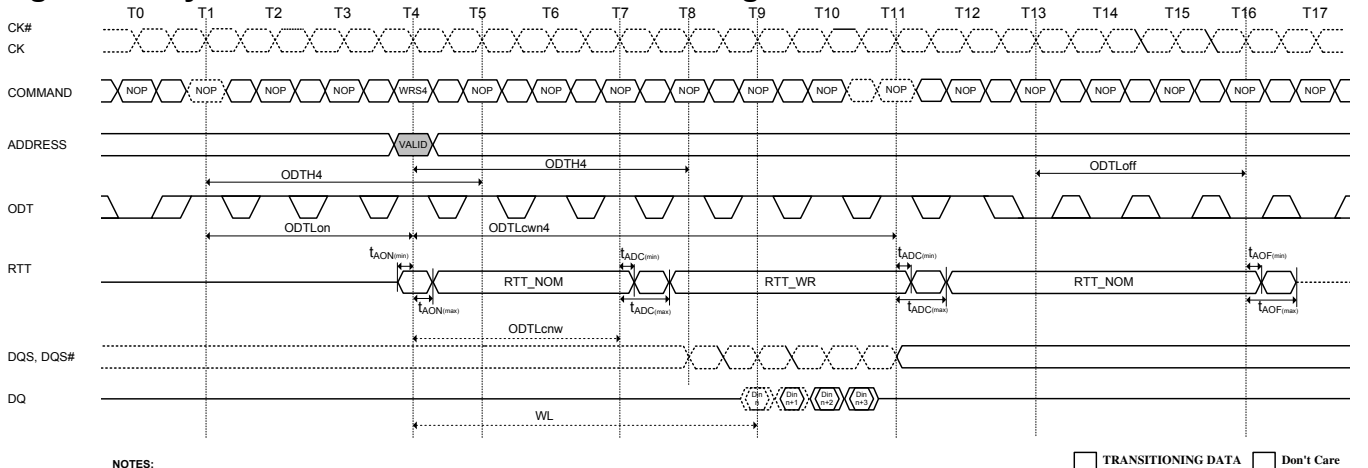 T0 T1 T2 T3 T4 T5 T6 T7 T8 T9 T10 T11 T12 T13 T14 T15 T16 T17
CK#
CK
COMMAND NOP NOP NOP NOP WRS4 NOP NOP NOP NOP NOP NOP NOP NOP NOP NOP NOP NOP NOP
ADDRESS VALID
ODTH4 ODTLoff
ODTH4
ODT
ODTLon ODTLcwn4
tAON(min) tADC(min) tADC(min) tAOF(min)
RTT RTT_NOM RTT_WR RTT_NOM
tAON(max) tADC(max) tADC(max) tAOF(max)
ODTLcnw
DQS, DQS#
DQ Din n Din n+1 Din n+2 Din n+3
WL
NOTES: TRANSITIONING DATA Don't Care